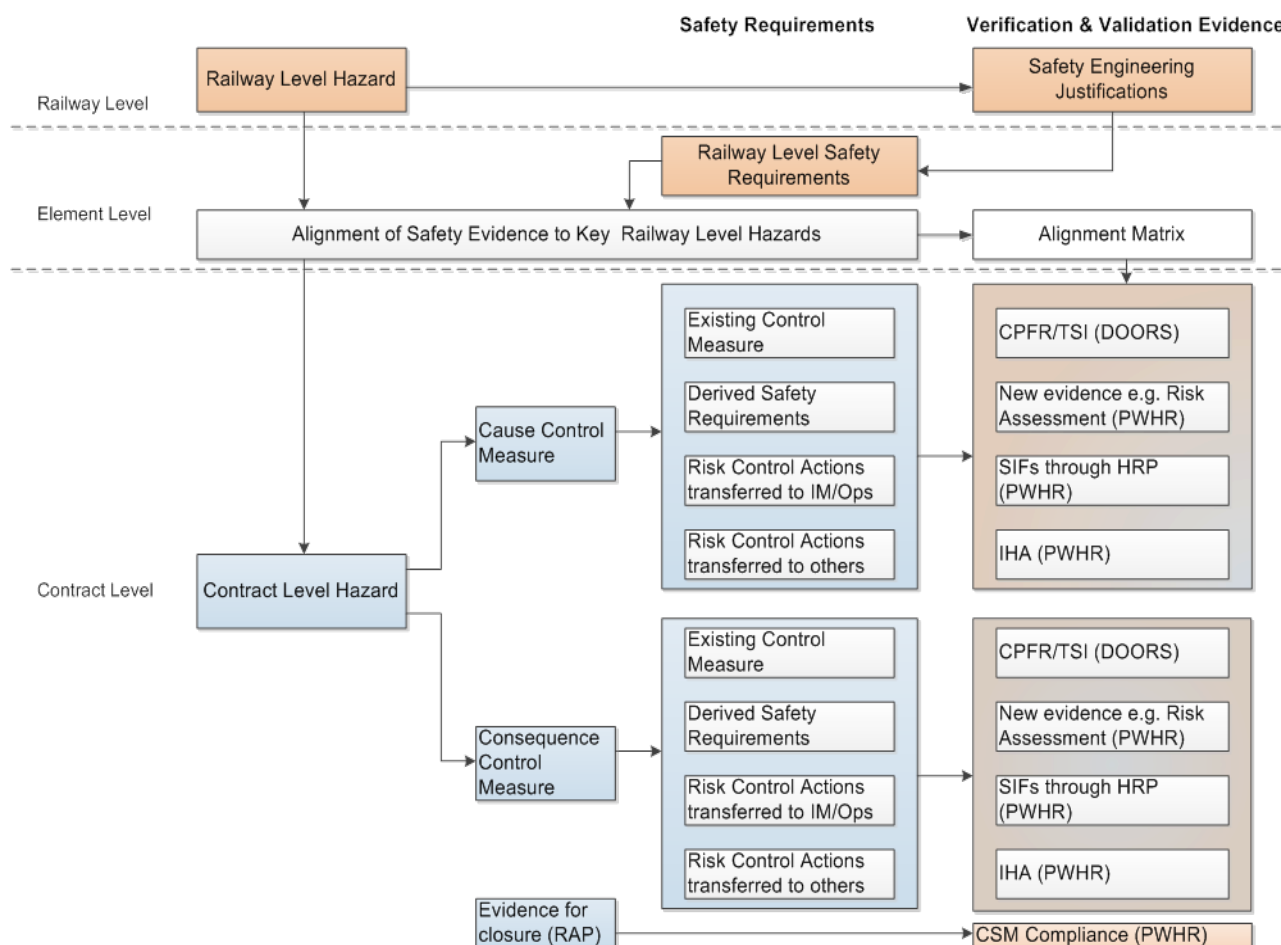 Safety Requirements
Verification & Validation Evidence
Railway Level Hazard
Safety Engineering
Justifications
Railway Level
Railway Level Safety
Requirements
Element Level
Alignment of Safety Evidence to Key Railway Level Hazards
Alignment Matrix
Existing Control
Measure
CPFR/TSI (DOORS)
Derived Safety
Requirements
New evidence e.g. Risk
Assessment (PWHR)
Cause Control
Measure
Risk Control Actions
transferred to IM/Ops
SIFs through HRP
(PWHR)
Risk Control Actions
transferred to others
IHA (PWHR)
Contract Level
Contract Level Hazard
Existing Control
Measure
CPFR/TSI (DOORS)
Derived Safety
Requirements
New evidence e.g. Risk
Assessment (PWHR)
Consequence
Control
Measure
Risk Control Actions
transferred to IM/Ops
SIFs through HRP
(PWHR)
Risk Control Actions
transferred to others
IHA (PWHR)
Evidence for
closure (RAP)
CSM Compliance (PWHR)